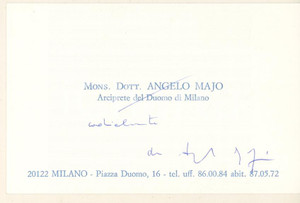 MONS. DOTT. ANGELO MAJO
Arciprete del Duomo di Milano
cordialmente
20122 MILANO - Piazza Duomo, 16 - tel. uff. 86.00.84 abit. 87.05.72